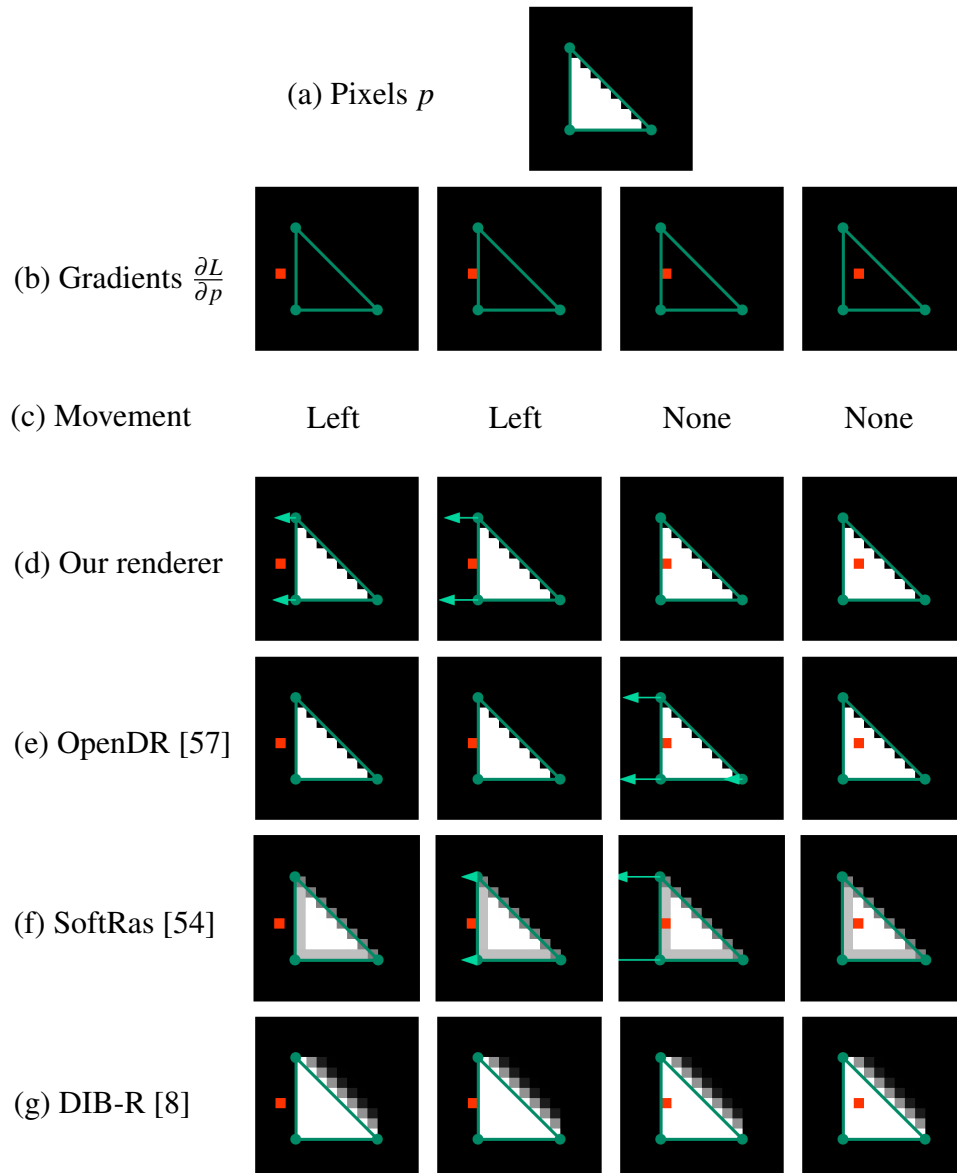 (a) Pixels p
(b) Gradients ∂L/∂p
(c) Movement Left Left None None
(d) Our renderer
(e) OpenDR [57]
(f) SoftRas [54]
(g) DIB-R [8]